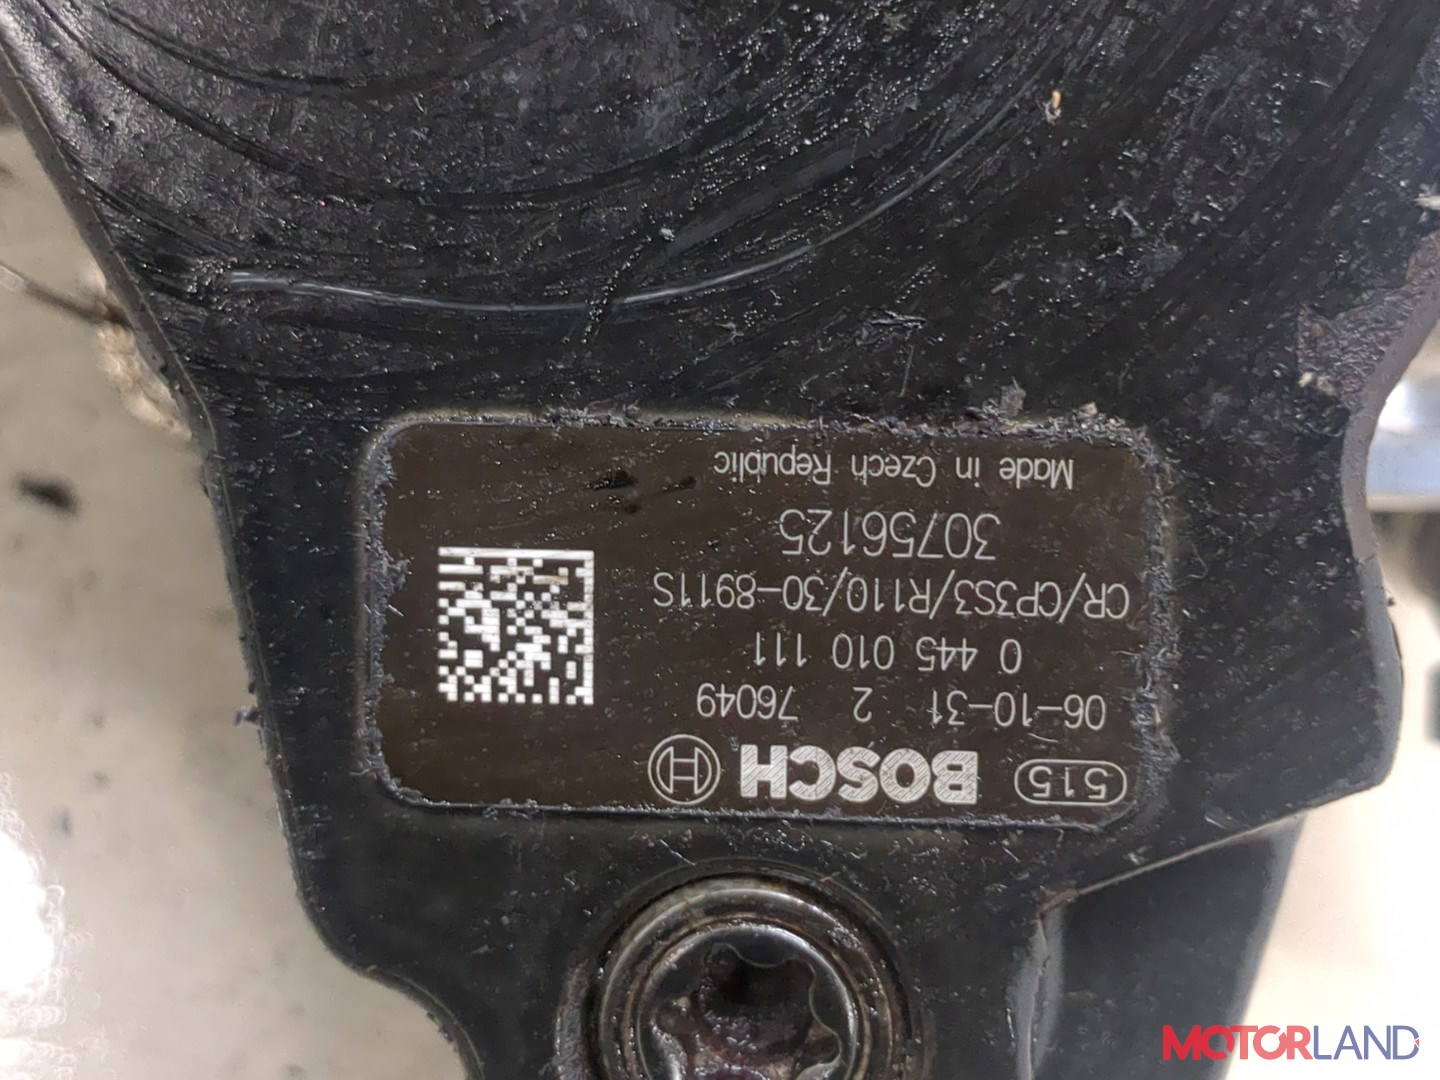 515 BOSCH
06-10-31 2 76049
0 445 010 111
CR/CP3S3/R110/30-8911S
30756125
Made in Czech Republic
MOTORLAND